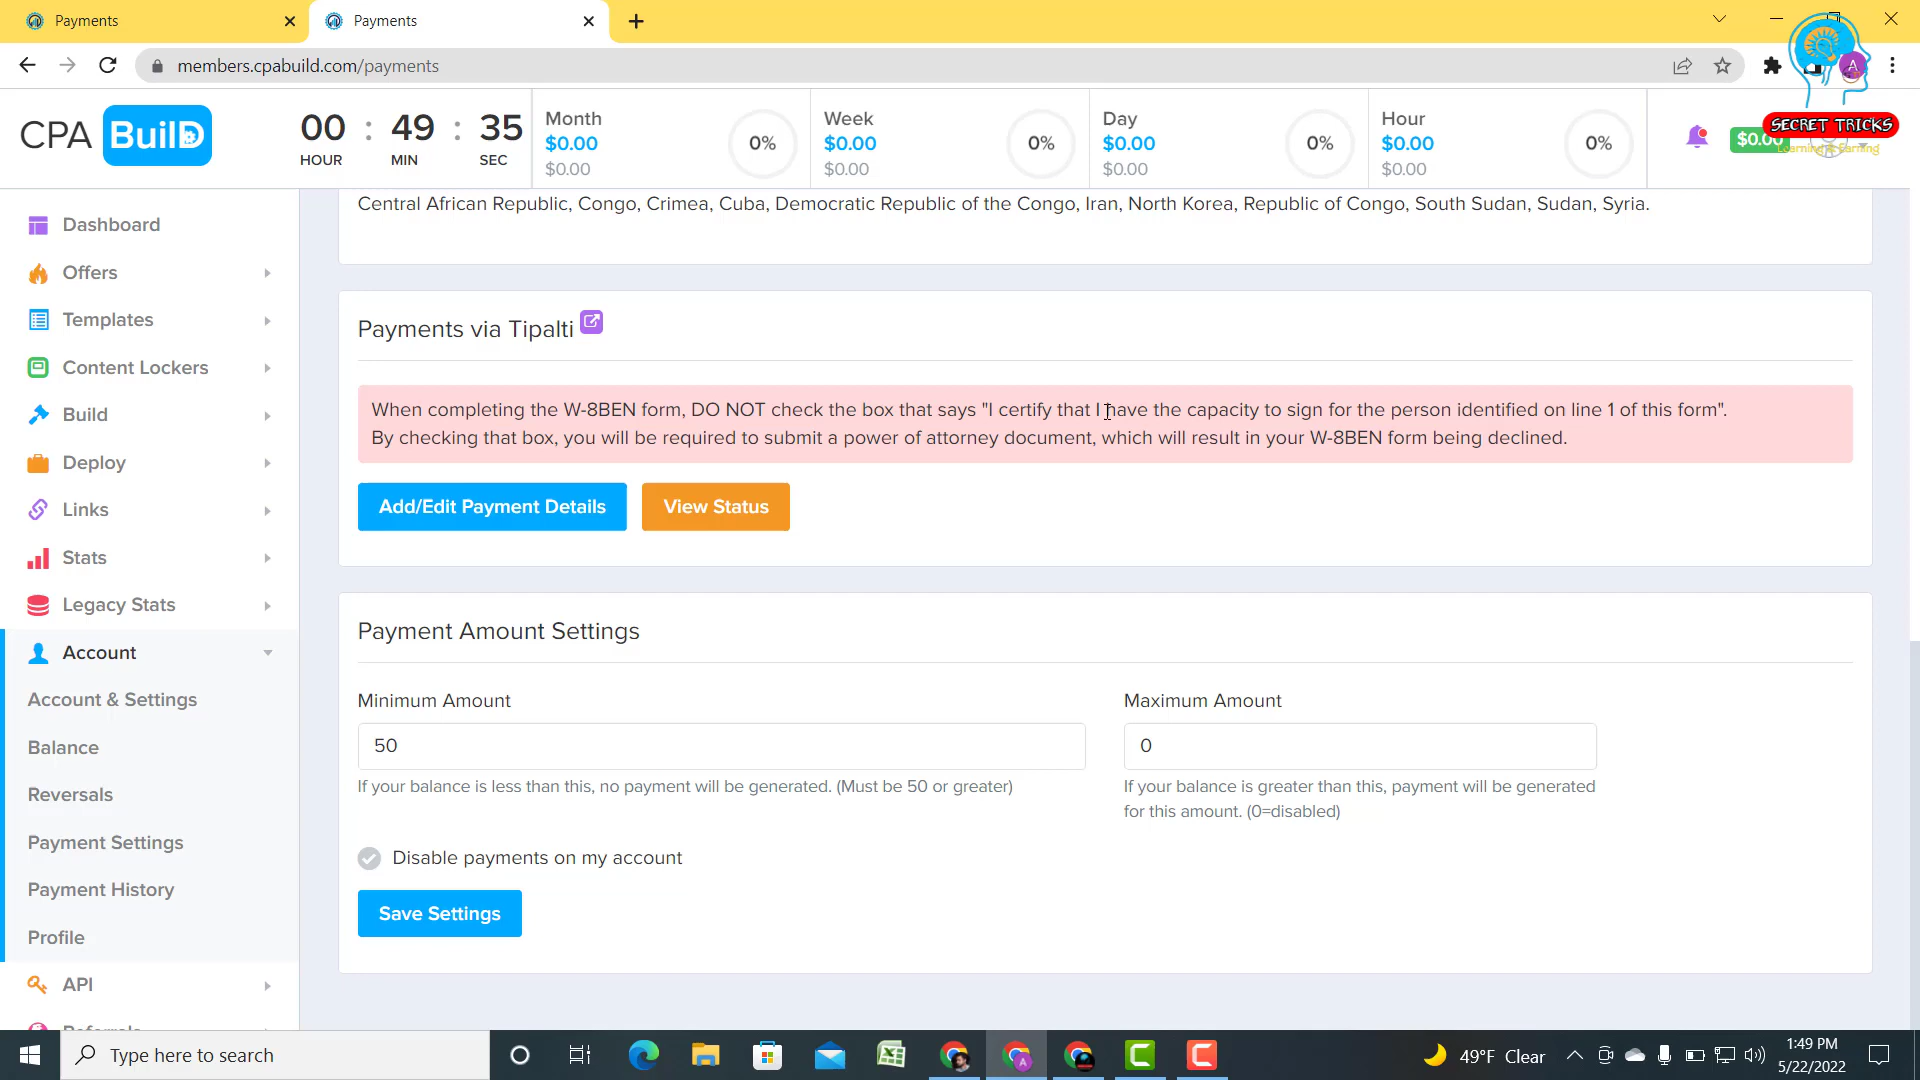 Payments
Payments
members.cpabuild.com/payments
CPA BuilD
00 : 49 : 35
HOUR MIN SEC
Month
$0.00
$0.00
0%
Week
$0.00
$0.00
0%
Day
$0.00
$0.00
0%
Hour
$0.00
$0.00
0%
$0.00
A
SECRET TRICKS
Learning & Earning
Dashboard
Offers
Templates
Content Lockers
Build
Deploy
Links
Stats
Legacy Stats
Account
Account & Settings
Balance
Reversals
Payment Settings
Payment History
Profile
API
Referrals
Central African Republic, Congo, Crimea, Cuba, Democratic Republic of the Congo, Iran, North Korea, Republic of Congo, South Sudan, Sudan, Syria.
Payments via Tipalti
When completing the W-8BEN form, DO NOT check the box that says "I certify that I have the capacity to sign for the person identified on line 1 of this form".
By checking that box, you will be required to submit a power of attorney document, which will result in your W-8BEN form being declined.
Add/Edit Payment Details
View Status
Payment Amount Settings
Minimum Amount
50
If your balance is less than this, no payment will be generated. (Must be 50 or greater)
Maximum Amount
0
If your balance is greater than this, payment will be generated
for this amount. (0=disabled)
Disable payments on my account
Save Settings
Type here to search
49°F Clear
1:49 PM
5/22/2022